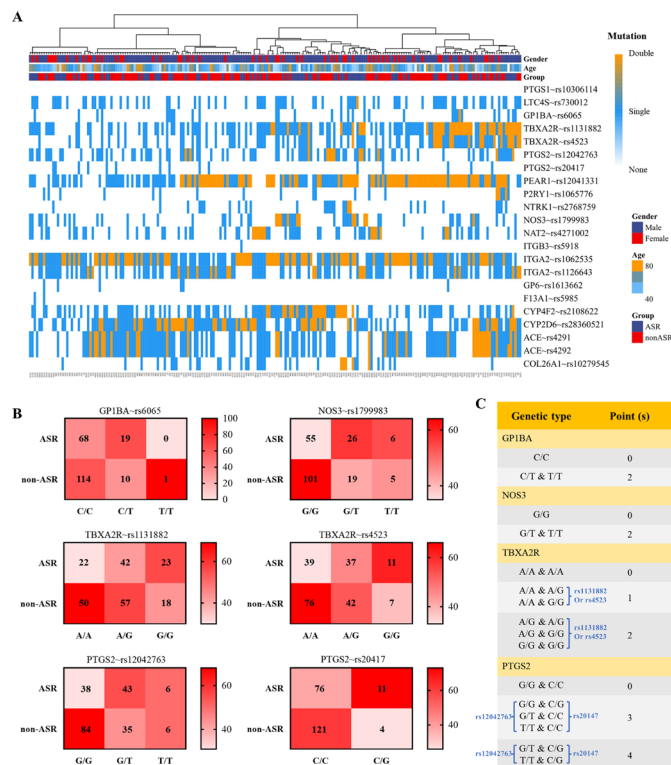 A
Mutation
Double
Single
None
Gender
Age
Group
PTGS1~rs10306114
LTC4S~rs730012
GP1BA~rs6065
TBXA2R~rs1131882
TBXA2R~rs4523
PTGS2~rs12042763
PTGS2~rs20417
PEAR1~rs12041331
P2RY1~rs1065776
NTRK1~rs2768759
NOS3~rs1799983
NAT2~rs4271002
ITGB3~rs5918
ITGA2~rs1062535
ITGA2~rs1126643
GP6~rs1613662
F13A1~rs5985
CYP4F2~rs2108622
CYP2D6~rs28360521
ACE~rs4291
ACE~rs4292
COL26A1~rs10279545
Gender
Male
Female
Age
80
40
Group
ASR
nonASR
B
GP1BA~rs6065
ASR 68 19 0
non-ASR 114 10 1
C/C C/T T/T
100
80
60
40
20
0
NOS3~rs1799983
ASR 55 26 6
non-ASR 101 19 5
G/G G/T T/T
60
40
TBXA2R~rs1131882
ASR 22 42 23
non-ASR 50 57 18
A/A A/G G/G
60
40
TBXA2R~rs4523
ASR 39 37 11
non-ASR 76 42 7
A/A A/G G/G
60
40
PTGS2~rs12042763
ASR 38 43 6
non-ASR 84 35 6
G/G G/T T/T
60
40
PTGS2~rs20417
ASR 76 11
non-ASR 121 4
C/C C/G
60
40
C
Genetic type Point (s)
GP1BA
C/C 0
C/T & T/T 2
NOS3
G/G 0
G/T & T/T 2
TBXA2R
A/A & A/A 0
A/A & A/G
A/A & G/G
rs1131882
Or rs4523
1
A/G & A/G
A/G & G/G
G/G & G/G
rs1131882
Or rs4523
2
PTGS2
G/G & C/C 0
rs12042763
G/G & C/G
G/T & C/C
T/T & C/C
rs20147
3
rs12042763
G/T & C/G
T/T & C/G
rs20147
4